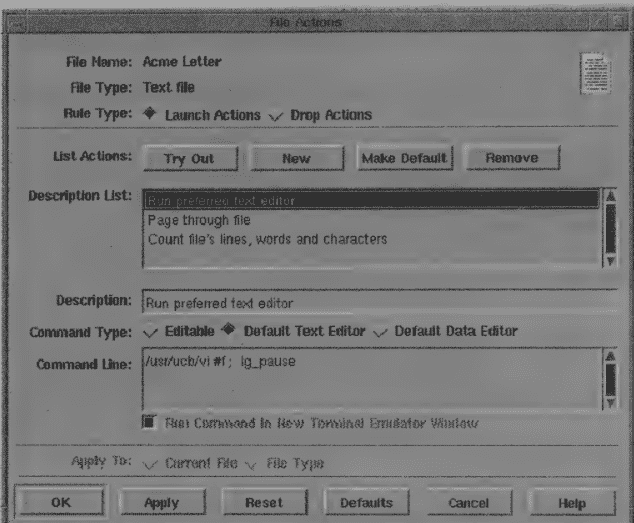 File Actions
File Name: Acme Letter
File Type: Text file
Rule Type: Launch Actions Drop Actions
List Actions: Try Out New Make Default Remove
Description List: Run preferred text editor
Page through file
Count file's lines, words and characters
Description: Run preferred text editor
Command Type: Editable Default Text Editor Default Data Editor
Command Line: /usr/ucb/vi #f ; ig_pause
Run Command In New Terminal Emulator Window
Apply To: Current File File Type
OK Apply Reset Defaults Cancel Help